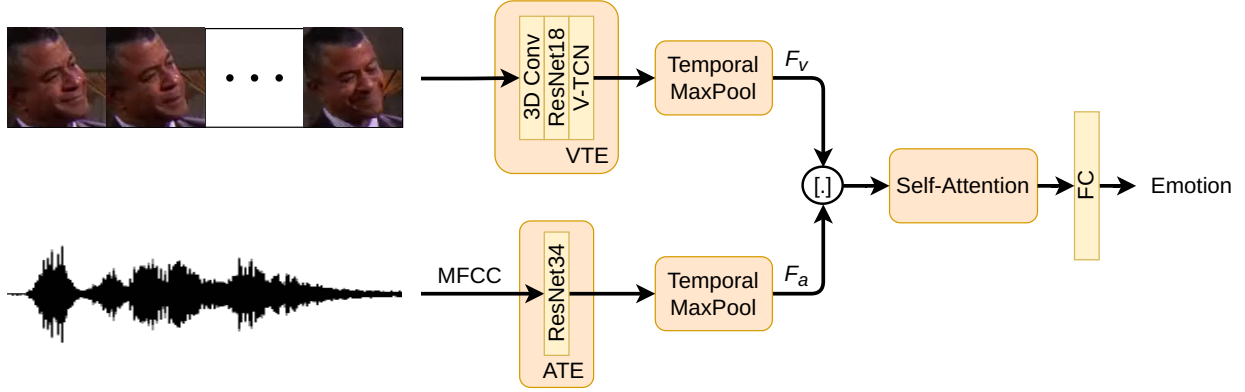 3D Conv
ResNet18
V-TCN
VTE
Temporal
MaxPool
Fv
[.]
Self-Attention
FC
Emotion
MFCC
ResNet34
ATE
Temporal
MaxPool
Fa